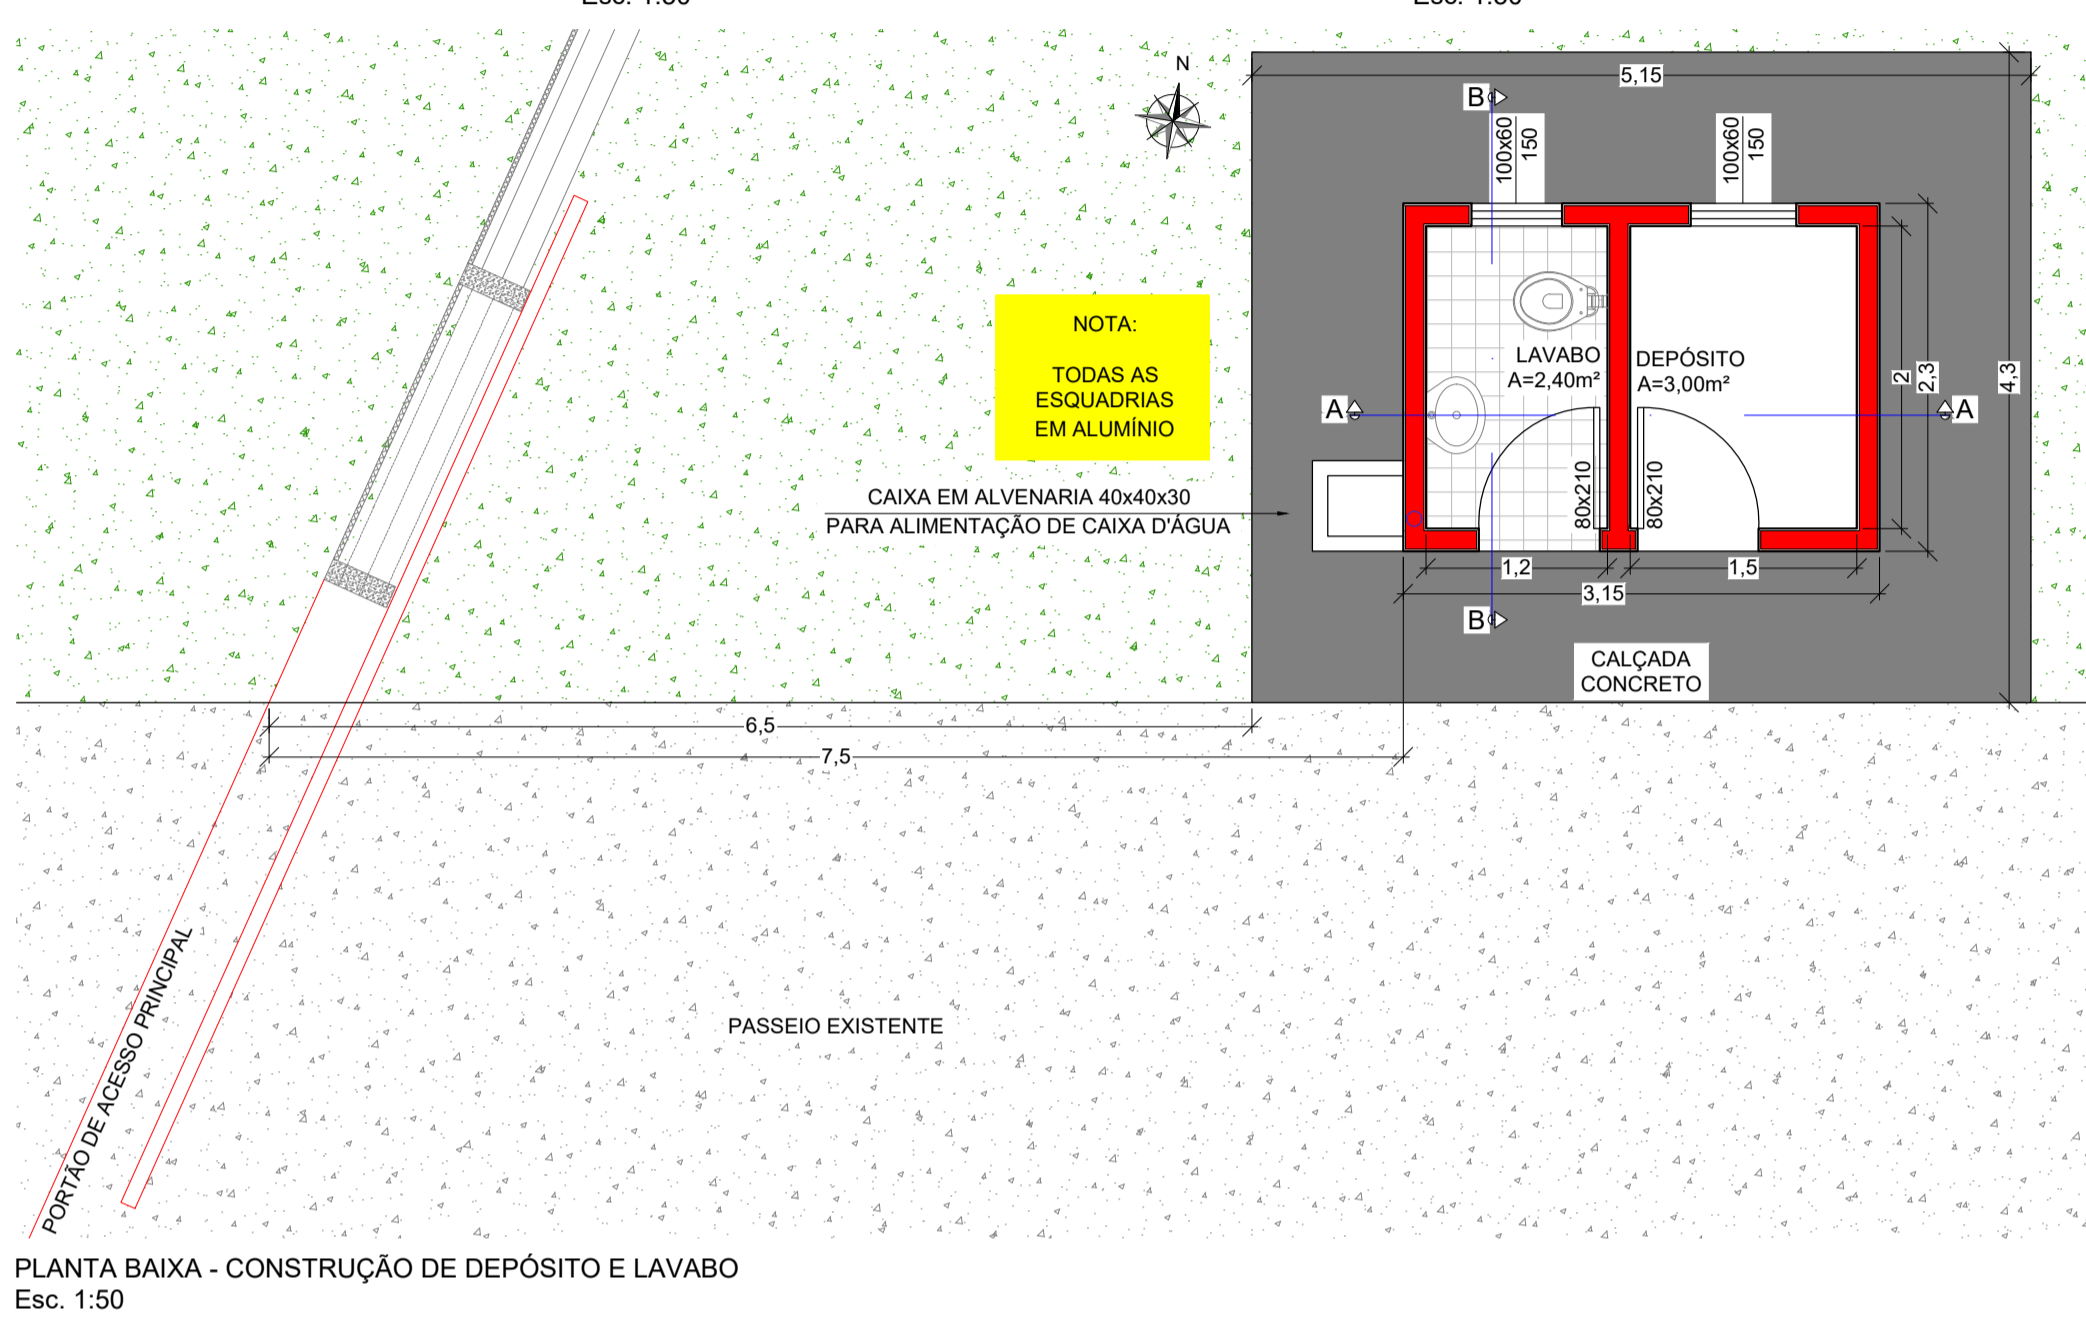 N
5,15
B
100x60
150
100x60
150
NOTA:
TODAS AS
ESQUADRIAS
EM ALUMÍNIO
LAVABO
A=2,40m²
DEPÓSITO
A=3,00m²
2
2,3
4,3
A
A
80x210
80x210
CAIXA EM ALVENARIA 40x40x30
PARA ALIMENTAÇÃO DE CAIXA D'ÁGUA
1,2
1,5
3,15
B
CALÇADA
CONCRETO
6,5
7,5
PORTÃO DE ACESSO PRINCIPAL
PASSEIO EXISTENTE
PLANTA BAIXA - CONSTRUÇÃO DE DEPÓSITO E LAVABO
Esc. 1:50